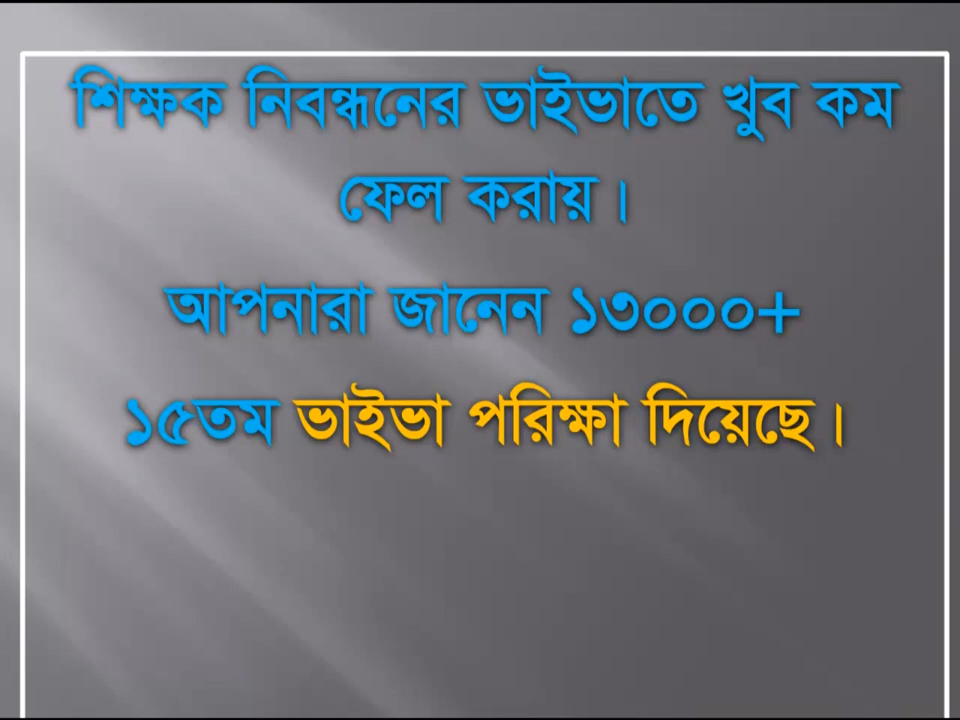 শিক্ষক নিবন্ধনের ভাইভাতে খুব কম
ফেল করায়।
আপনারা জানেন ১৩০০০+
১৫তম ভাইভা পরিক্ষা দিয়েছে।